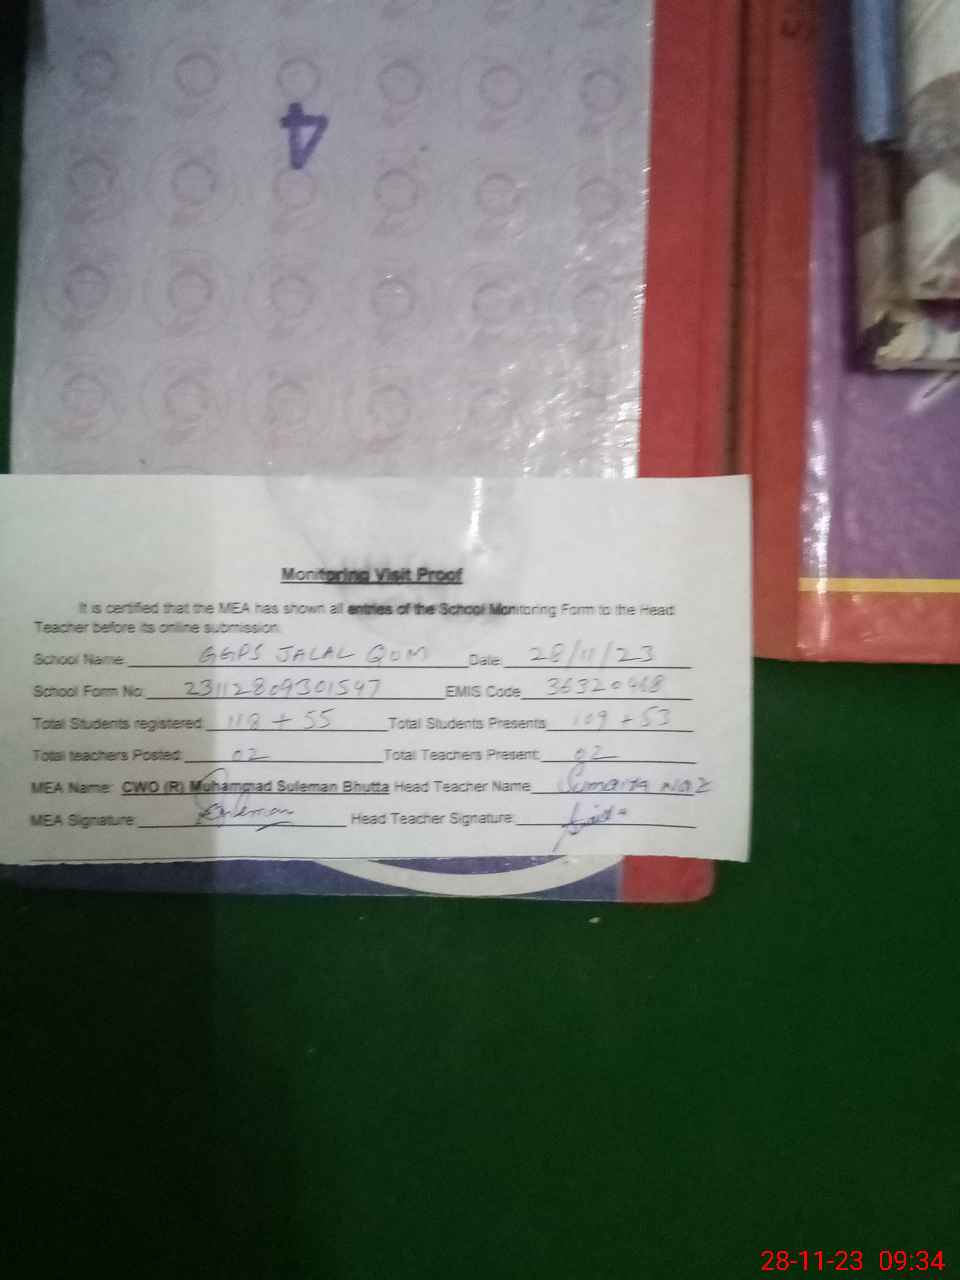 4
Monitoring Visit Proof
It is certified that the MEA has shown all entries of the School Monitoring Form to the Head
Teacher before its online submission.
School Name: GGPS JALAL QUM Date: 28/11/23
School Form No: 23112809301547 EMIS Code 36320468
Total Students registered: 118 + 55 Total Students Presents 109 + 53
Total teachers Posted: 02 Total Teachers Present: 02
MEA Name: CWO (R) Muhammad Suleman Bhutta Head Teacher Name Sumaira Naz
MEA Signature: Suleman Head Teacher Signature:
28-11-23 09:34